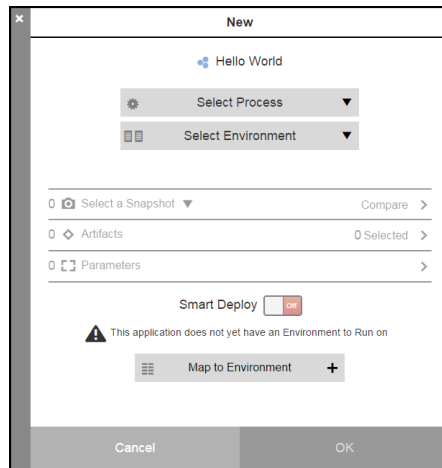 New
Hello World
Select Process
Select Environment
0 Select a Snapshot Compare
0 Artifacts 0 Selected
0 Parameters
Smart Deploy Off
This application does not yet have an Environment to Run on
Map to Environment +
Cancel OK